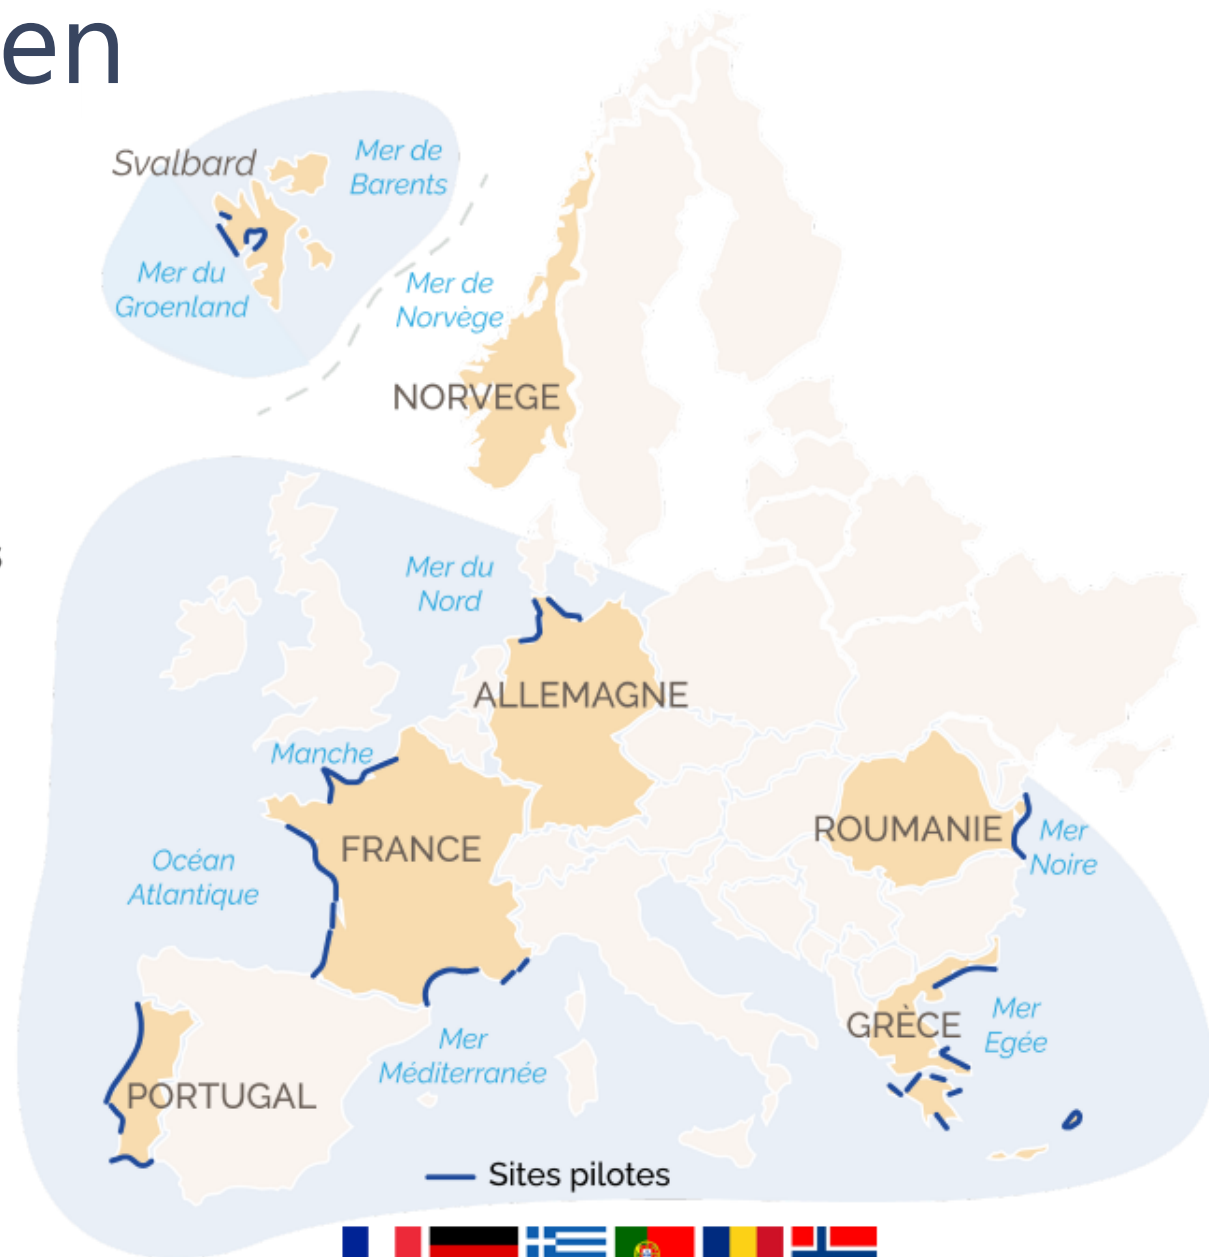 en
Svalbard
Mer de
Barents
Mer du
Groenland
Mer de
Norvège
NORVEGE
s
Mer du
Nord
ALLEMAGNE
Manche
FRANCE
ROUMANIE
Mer
Noire
Océan
Atlantique
GRÈCE
Mer
Egée
Mer
Méditerranée
PORTUGAL
Sites pilotes